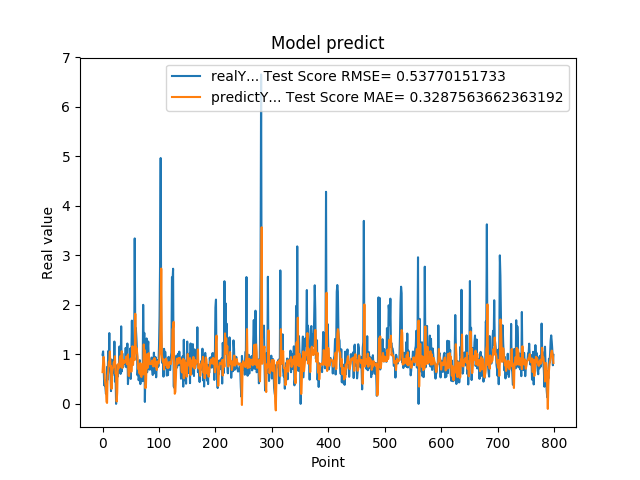 Model predict
realY... Test Score RMSE= 0.53770151733
predictY... Test Score MAE= 0.3287563662363192
Real value
7
6
5
4
3
2
1
0
0 100 200 300 400 500 600 700 800
Point